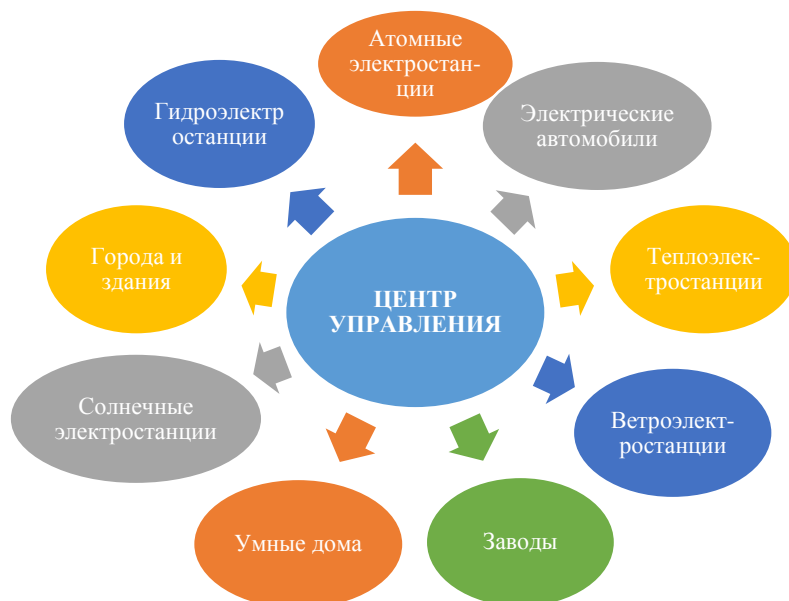 Атомные
электростан-
ции
Электрические
автомобили
Теплоэлек-
тростанции
Ветроэлект-
ростанции
Заводы
Умные дома
Солнечные
электростанции
Города и
здания
Гидроэлектр
останции
ЦЕНТР
УПРАВЛЕНИЯ